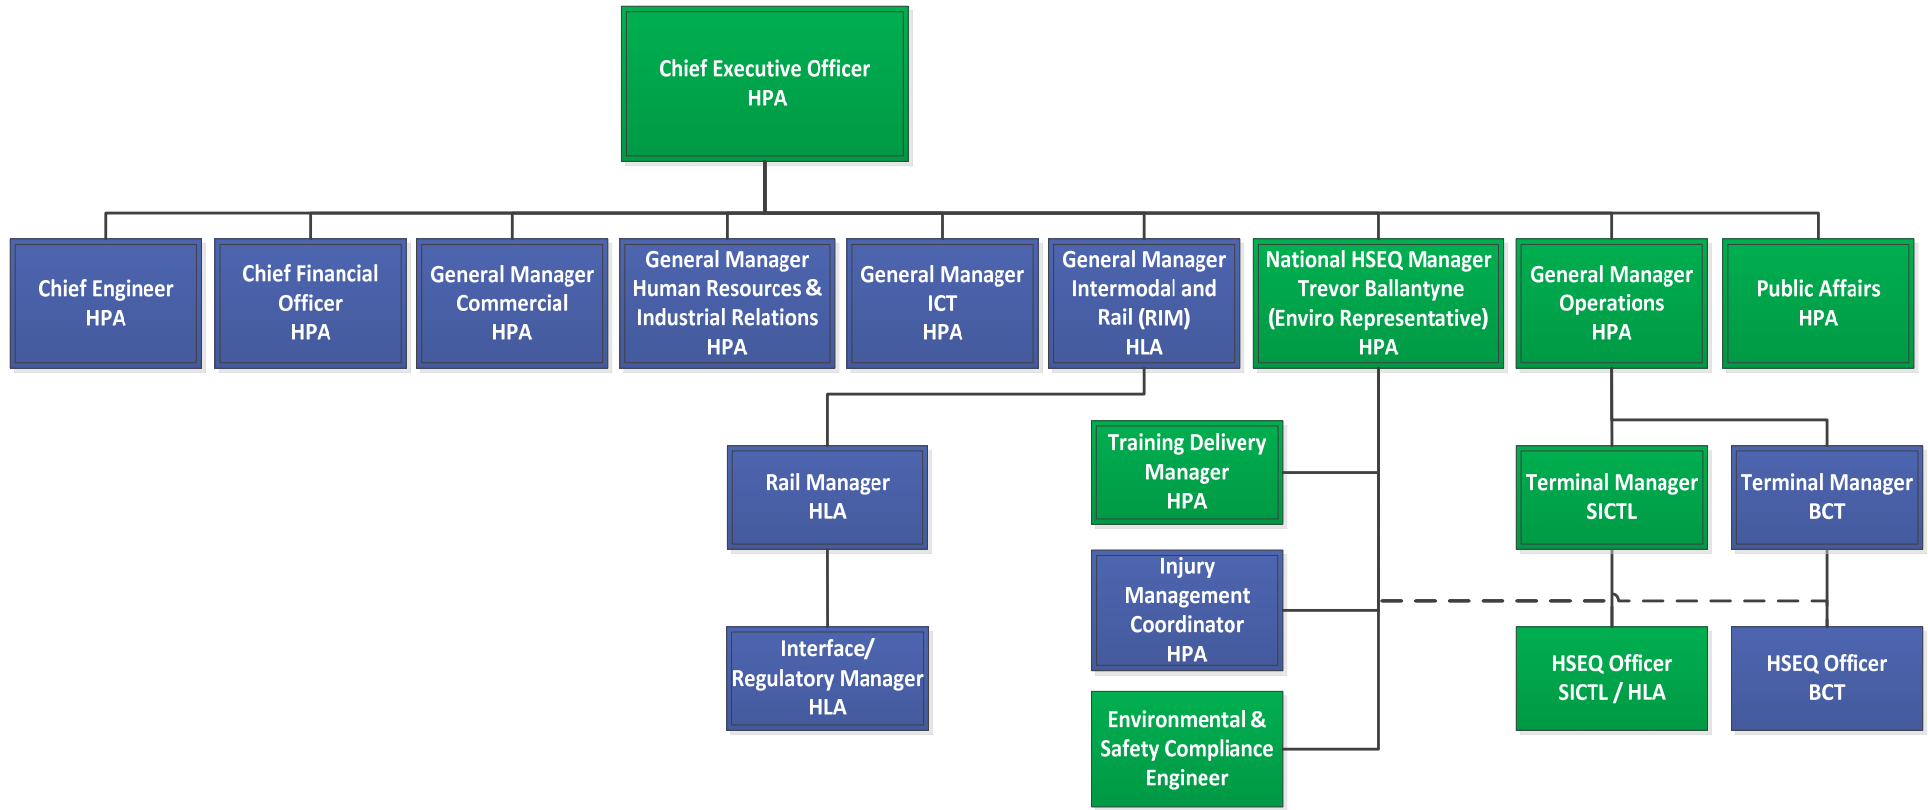 Chief Executive Officer
HPA
Chief Engineer
HPA
Chief Financial
Officer
HPA
General Manager
Commercial
HPA
General Manager
Human Resources &
Industrial Relations
HPA
General Manager
ICT
HPA
General Manager
Intermodal and
Rail (RIM)
HLA
National HSEQ Manager
Trevor Ballantyne
(Enviro Representative)
HPA
General Manager
Operations
HPA
Public Affairs
HPA
Training Delivery
Manager
HPA
Rail Manager
HLA
Terminal Manager
SICTL
Terminal Manager
BCT
Injury
Management
Coordinator
HPA
Interface/
Regulatory Manager
HLA
HSEQ Officer
SICTL / HLA
HSEQ Officer
BCT
Environmental &
Safety Compliance
Engineer